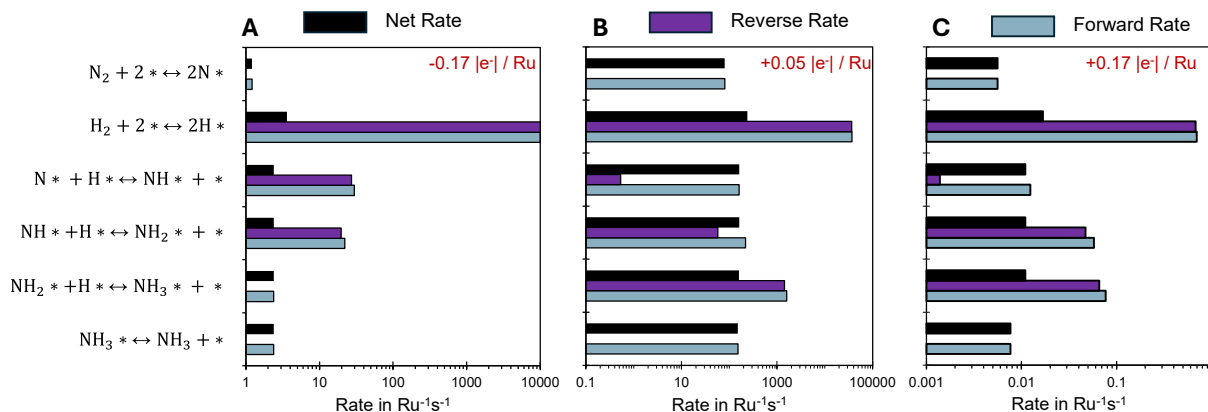 A
Net Rate
B
Reverse Rate
C
Forward Rate
-0.17 |e-| / Ru
+0.05 |e-| / Ru
+0.17 |e-| / Ru
N₂ + 2 ∗ ↔ 2N ∗
H₂ + 2 ∗ ↔ 2H ∗
N ∗ + H ∗ ↔ NH ∗ + ∗
NH ∗ +H ∗ ↔ NH₂ ∗ + ∗
NH₂ ∗ +H ∗ ↔ NH₃ ∗ + ∗
NH₃ ∗ ↔ NH₃ + ∗
1 10 100 1000 10000
0.1 10 1000 100000
0.001 0.01 0.1
Rate in Ru⁻¹s⁻¹
Rate in Ru⁻¹s⁻¹
Rate in Ru⁻¹s⁻¹